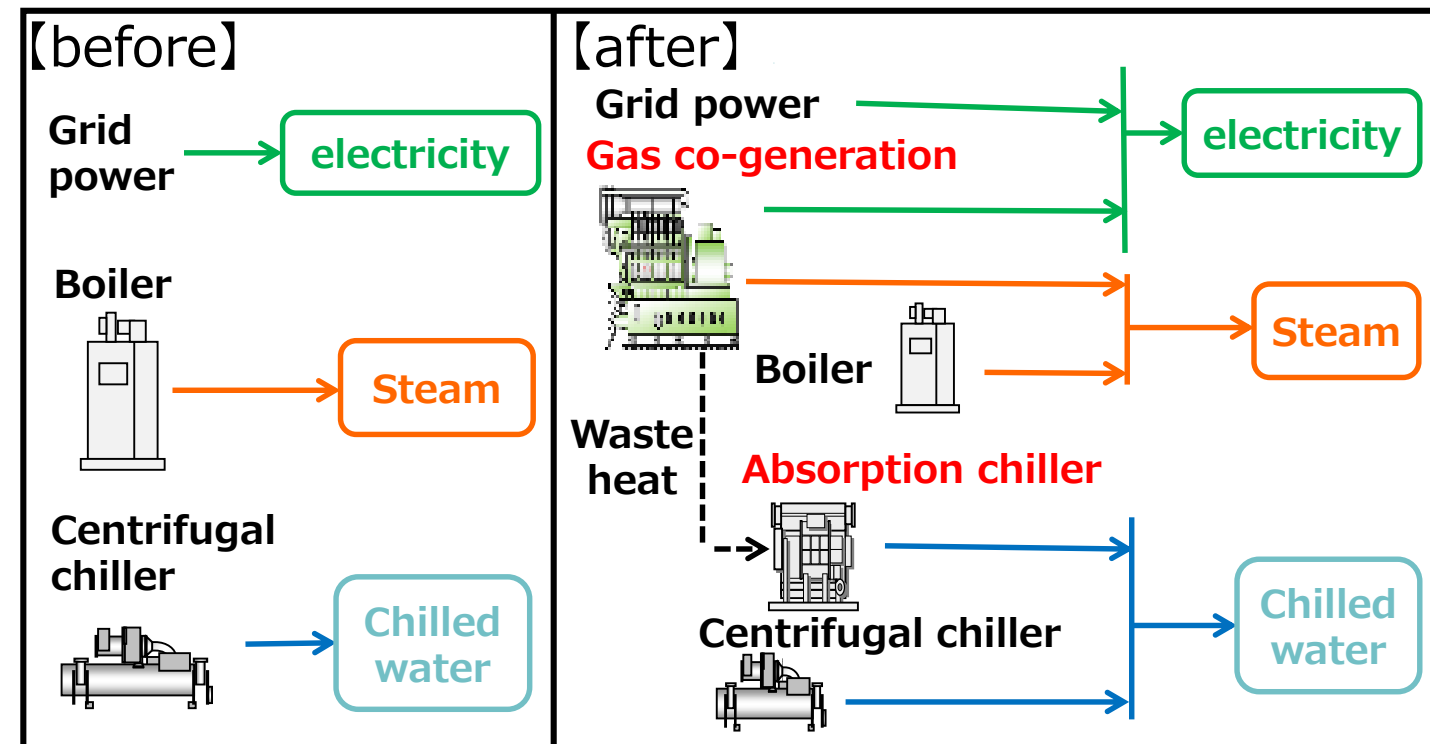 【before】
Grid
power
electricity
Boiler
Steam
Centrifugal
chiller
Chilled
water
【after】
Grid power
Gas co-generation
electricity
Boiler
Steam
Waste
heat
Absorption chiller
Centrifugal chiller
Chilled
water